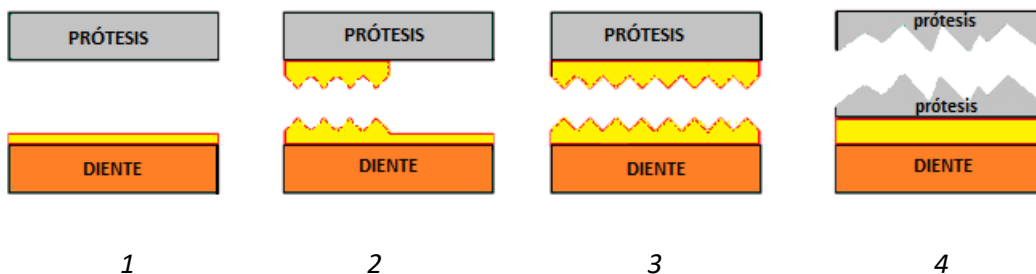 PRÓTESIS
DIENTE
1
PRÓTESIS
DIENTE
2
PRÓTESIS
DIENTE
3
prótesis
prótesis
DIENTE
4